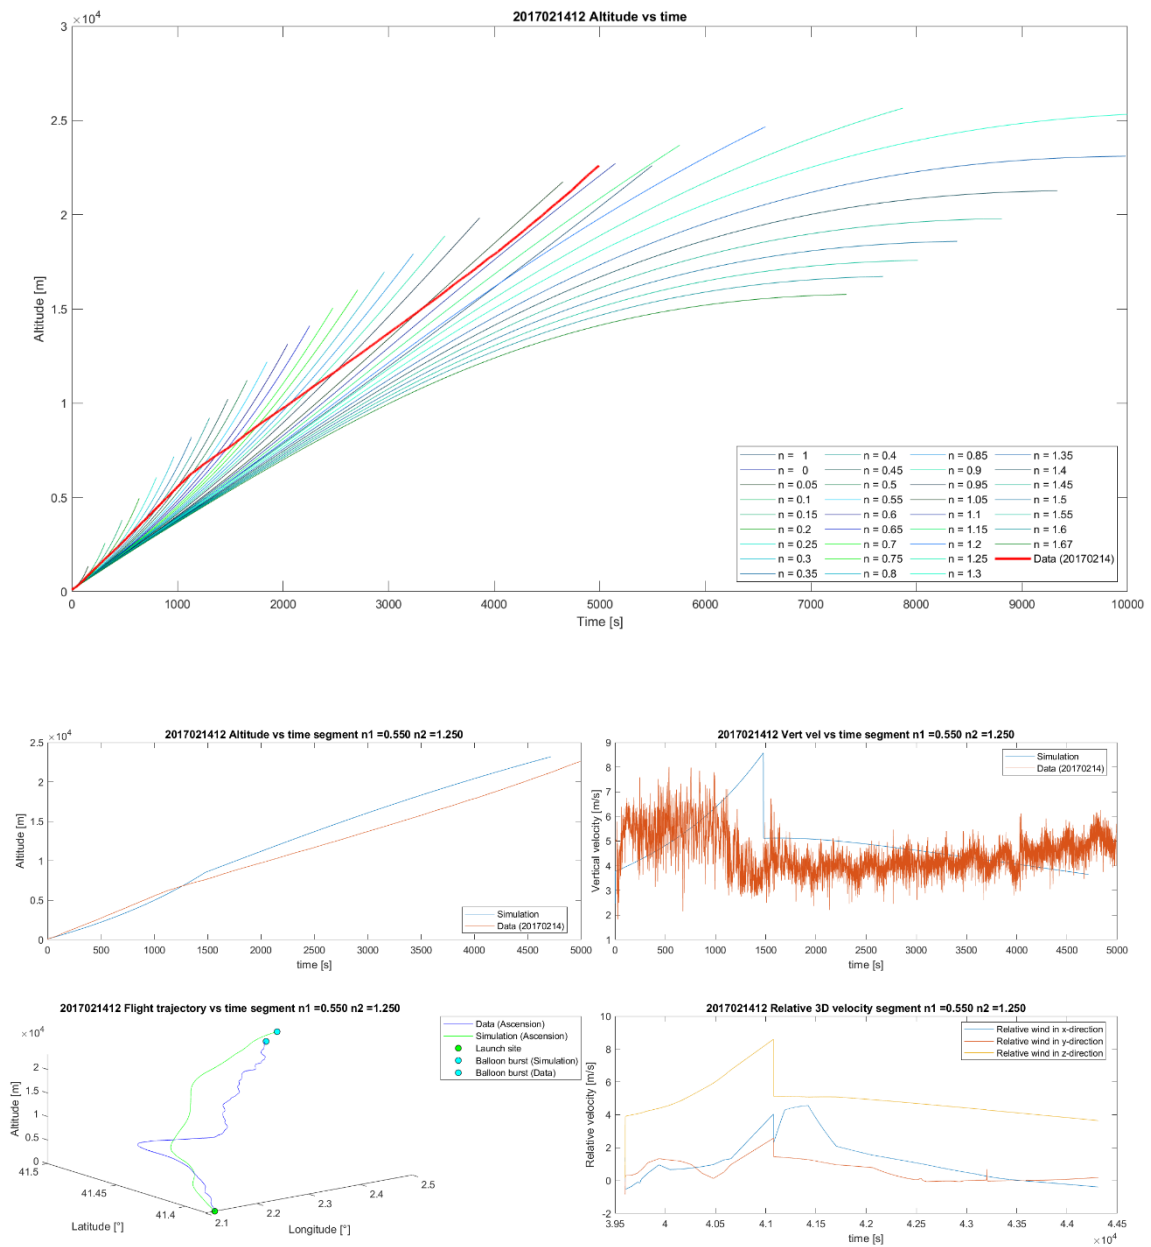 2017021412 Altitude vs time
×10⁴
3
2.5
2
1.5
1
0.5
0
Altitude [m]
0 1000 2000 3000 4000 5000 6000 7000 8000 9000 10000
Time [s]
n = 1 n = 0.4 n = 0.85 n = 1.35
n = 0 n = 0.45 n = 0.9 n = 1.4
n = 0.05 n = 0.5 n = 0.95 n = 1.45
n = 0.1 n = 0.55 n = 1.05 n = 1.5
n = 0.15 n = 0.6 n = 1.1 n = 1.55
n = 0.2 n = 0.65 n = 1.15 n = 1.6
n = 0.25 n = 0.7 n = 1.2 n = 1.67
n = 0.3 n = 0.75 n = 1.25 Data (20170214)
n = 0.35 n = 0.8 n = 1.3
2017021412 Altitude vs time segment n1 =0.550 n2 =1.250
×10⁴
2.5
2
1.5
1
0.5
0
Altitude [m]
Simulation
Data (20170214)
0 500 1000 1500 2000 2500 3000 3500 4000 4500 5000
time [s]
2017021412 Vert vel vs time segment n1 =0.550 n2 =1.250
9
8
7
6
5
4
3
2
1
Vertical velocity [m/s]
Simulation
Data (20170214)
0 500 1000 1500 2000 2500 3000 3500 4000 4500 5000
time [s]
2017021412 Flight trajectory vs time segment n1 =0.550 n2 =1.250
×10⁴
2
1.5
1
0.5
0
Altitude [m]
41.5
41.45
41.4
Latitude [°]
2.1
2.2
2.3
2.4
2.5
Longitude [°]
Data (Ascension)
Simulation (Ascension)
Launch site
Balloon burst (Simulation)
Balloon burst (Data)
2017021412 Relative 3D velocity segment n1 =0.550 n2 =1.250
10
8
6
4
2
0
-2
Relative velocity [m/s]
Relative wind in x-direction
Relative wind in y-direction
Relative wind in z-direction
3.95 4 4.05 4.1 4.15 4.2 4.25 4.3 4.35 4.4 4.45
time [s]
×10⁴